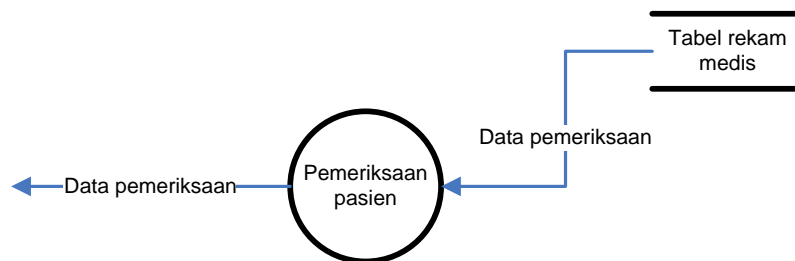 Tabel rekam
medis
Data pemeriksaan
Pemeriksaan
pasien
Data pemeriksaan